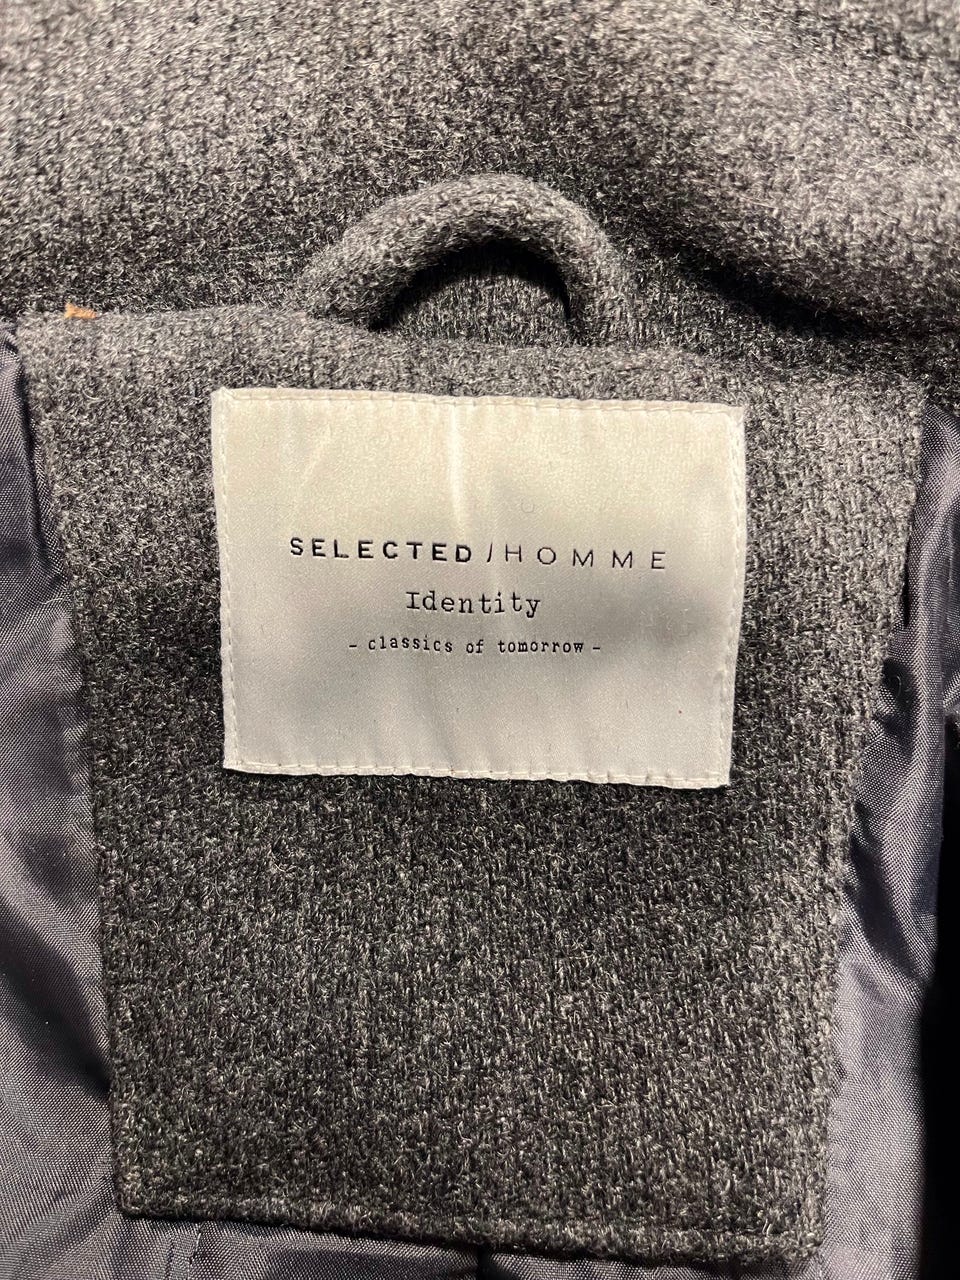 SELECTED/HOMME
Identity
- classics of tomorrow -